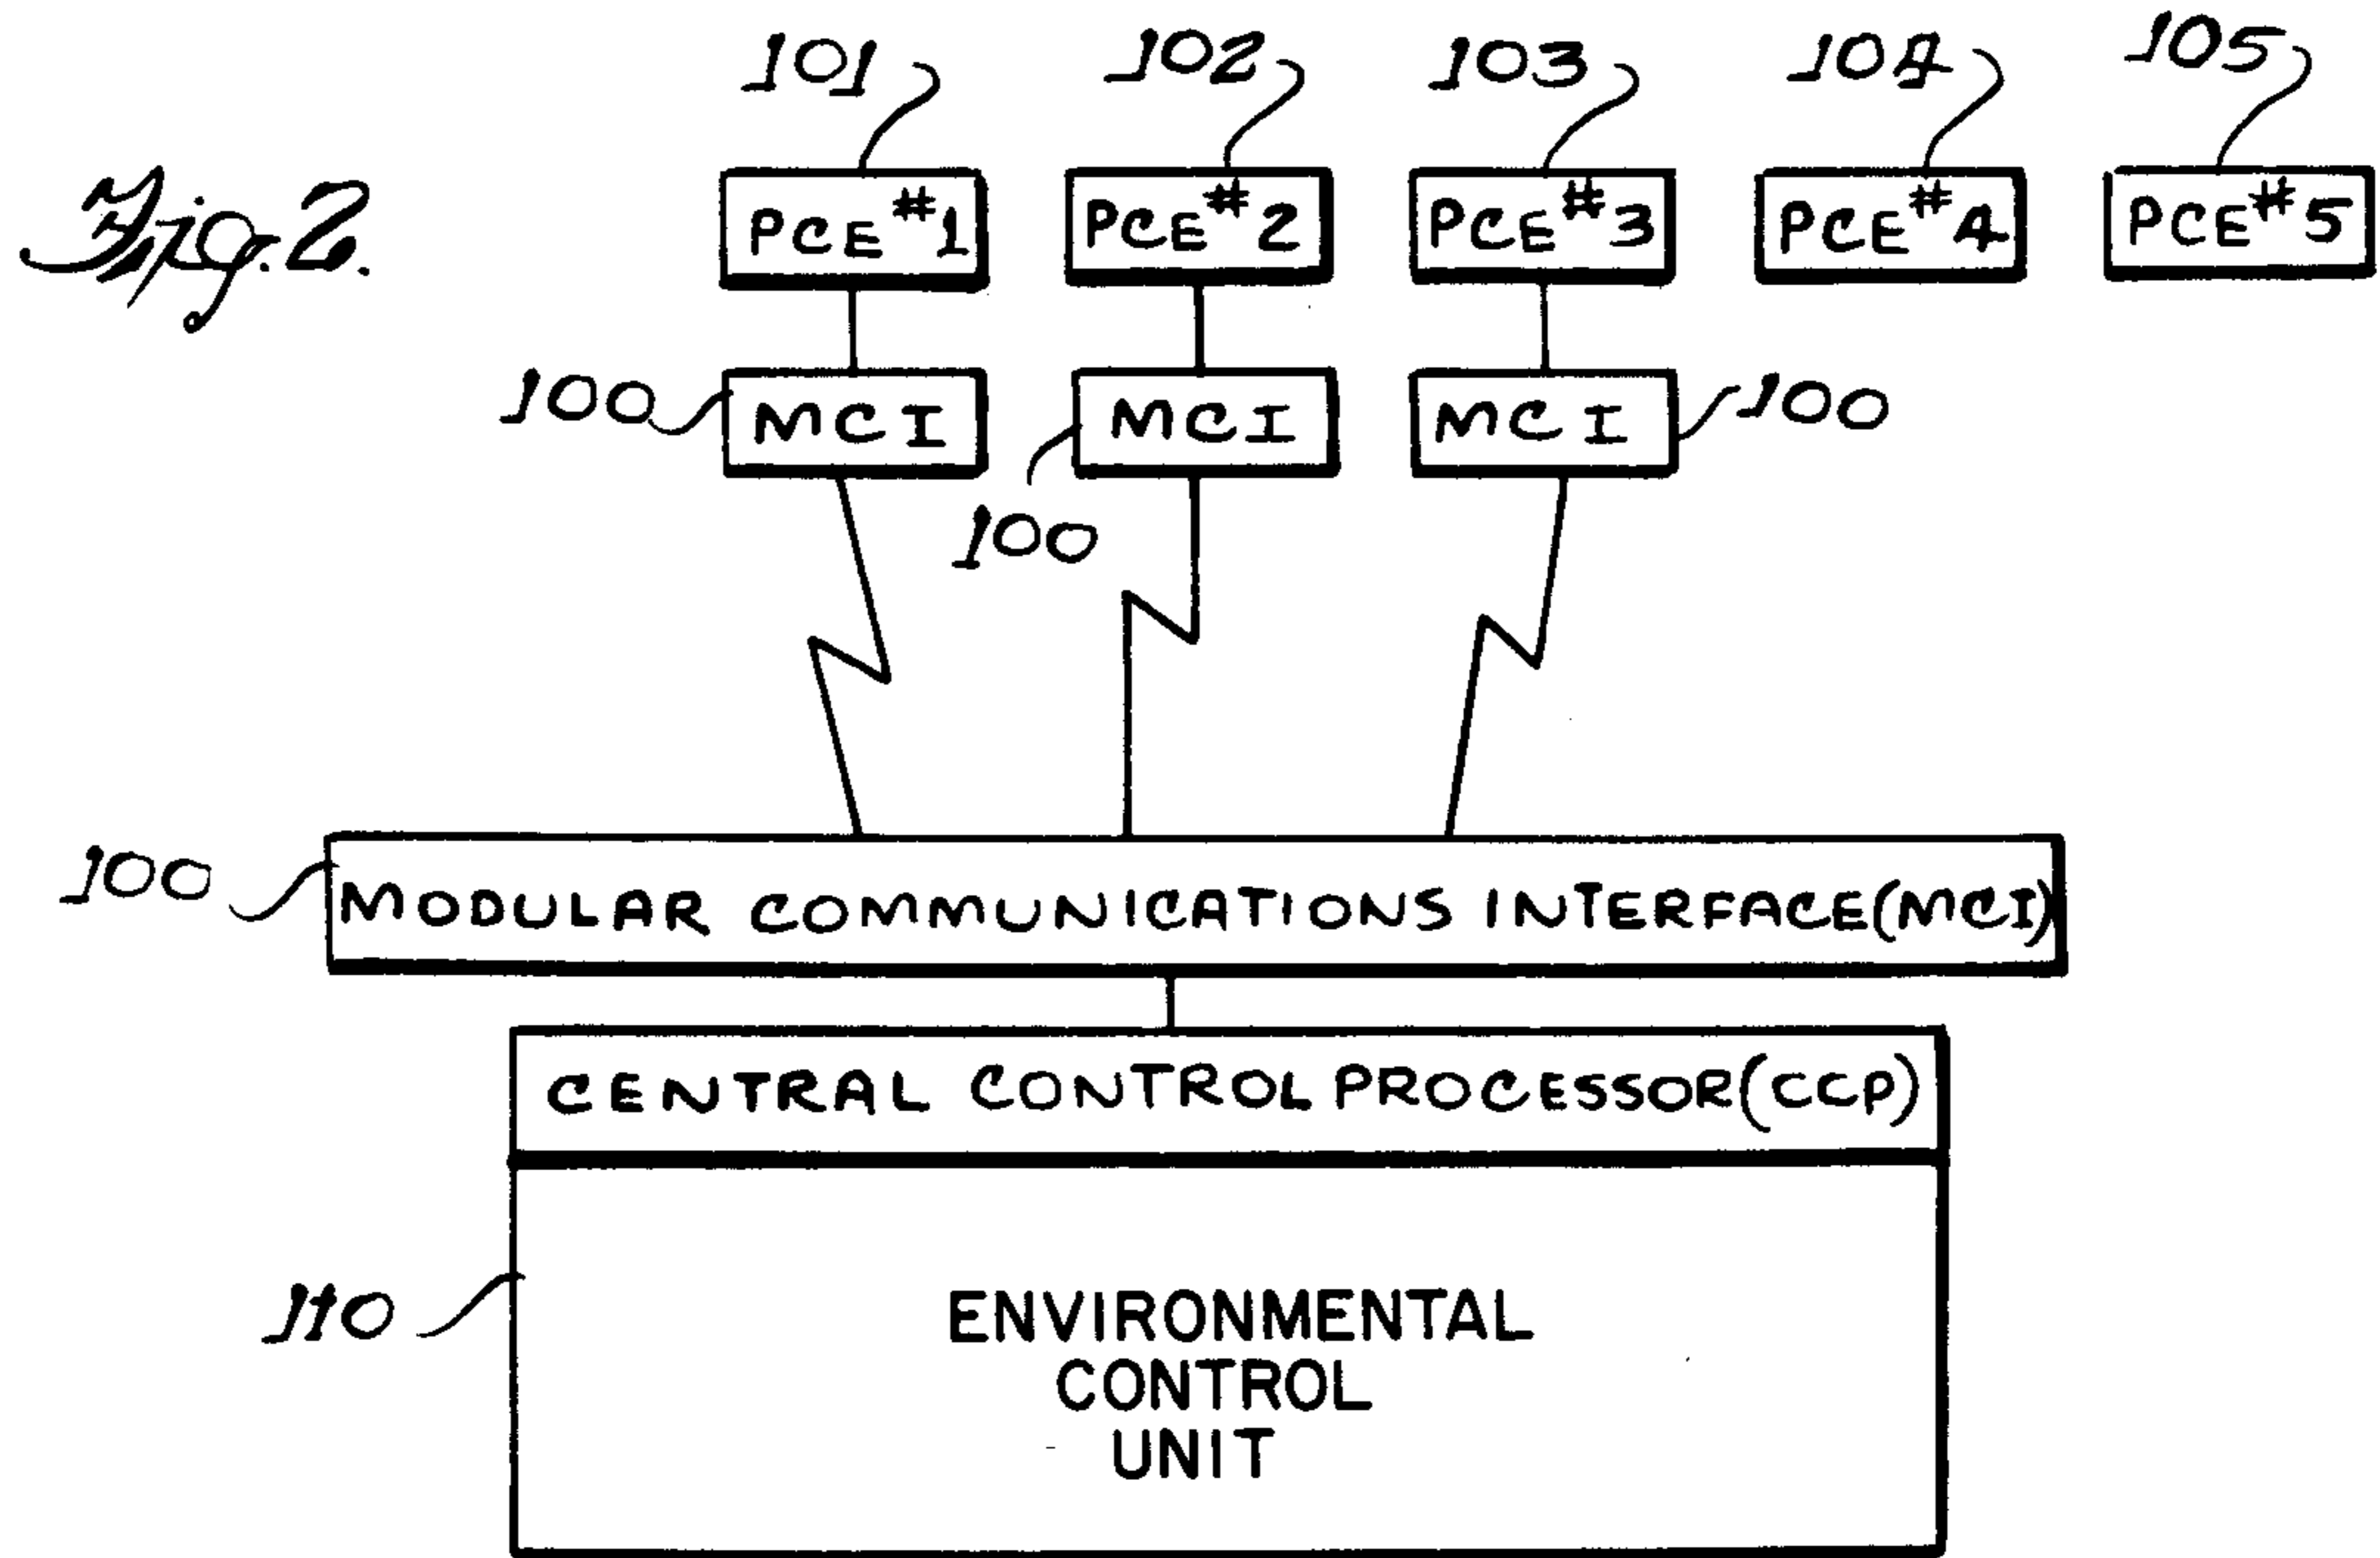 101 102 103 104 105
Fig. 2.
PCE #1 PCE #2 PCE #3 PCE #4 PCE #5
100 MCI MCI MCI 100
100
100 MODULAR COMMUNICATIONS INTERFACE (MCI)
CENTRAL CONTROL PROCESSOR (CCP)
110
ENVIRONMENTAL
CONTROL
UNIT